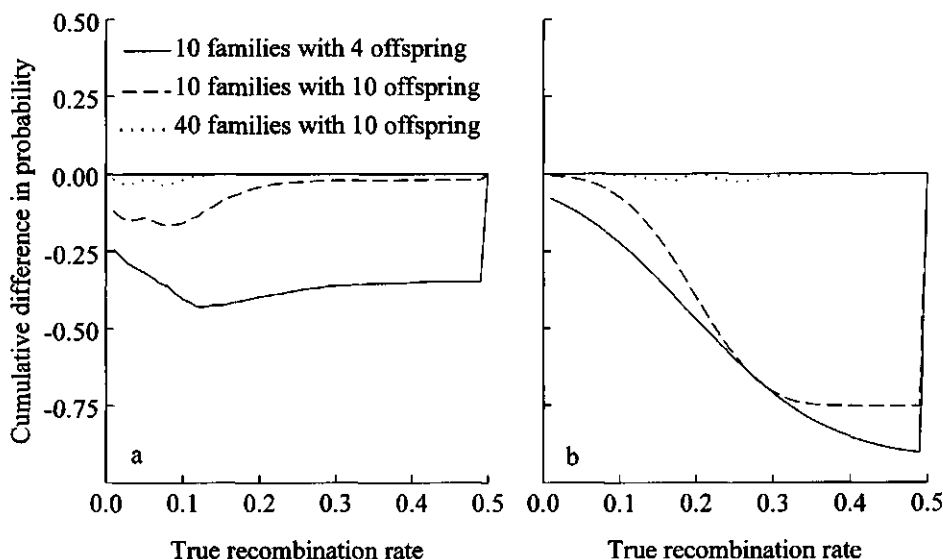 Cumulative difference in probability
0.50
0.25
0.00
-0.25
-0.50
-0.75
10 families with 4 offspring
10 families with 10 offspring
40 families with 10 offspring
a
b
0.0 0.1 0.2 0.3 0.4 0.5
0.0 0.1 0.2 0.3 0.4 0.5
True recombination rate
True recombination rate